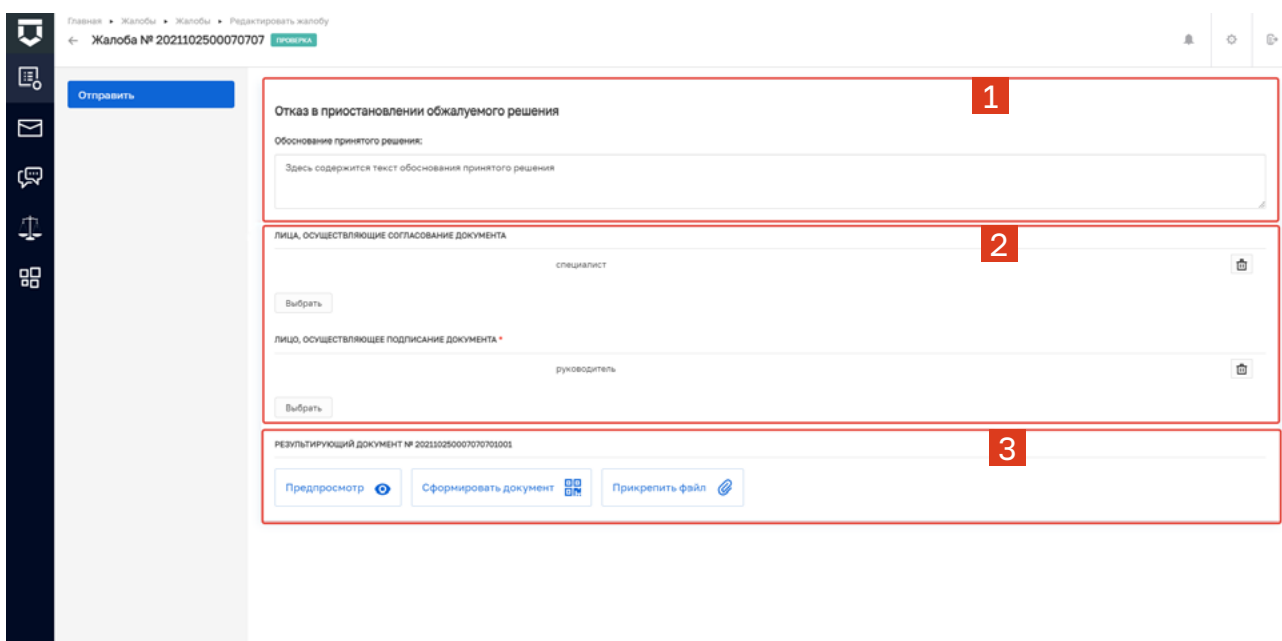 Главная ▸ Жалобы ▸ Жалобы ▸ Редактировать жалобу
← Жалоба № 2021102500070707 ПРОВЕРКА
Отправить
1
Отказ в приостановлении обжалуемого решения
Обоснование принятого решения:
Здесь содержится текст обоснования принятого решения
2
ЛИЦА, ОСУЩЕСТВЛЯЮЩИЕ СОГЛАСОВАНИЕ ДОКУМЕНТА
специалист
Выбрать
ЛИЦО, ОСУЩЕСТВЛЯЮЩЕЕ ПОДПИСАНИЕ ДОКУМЕНТА *
руководитель
Выбрать
3
РЕЗУЛЬТИРУЮЩИЙ ДОКУМЕНТ № 202110250007070701001
Предпросмотр Сформировать документ Прикрепить файл